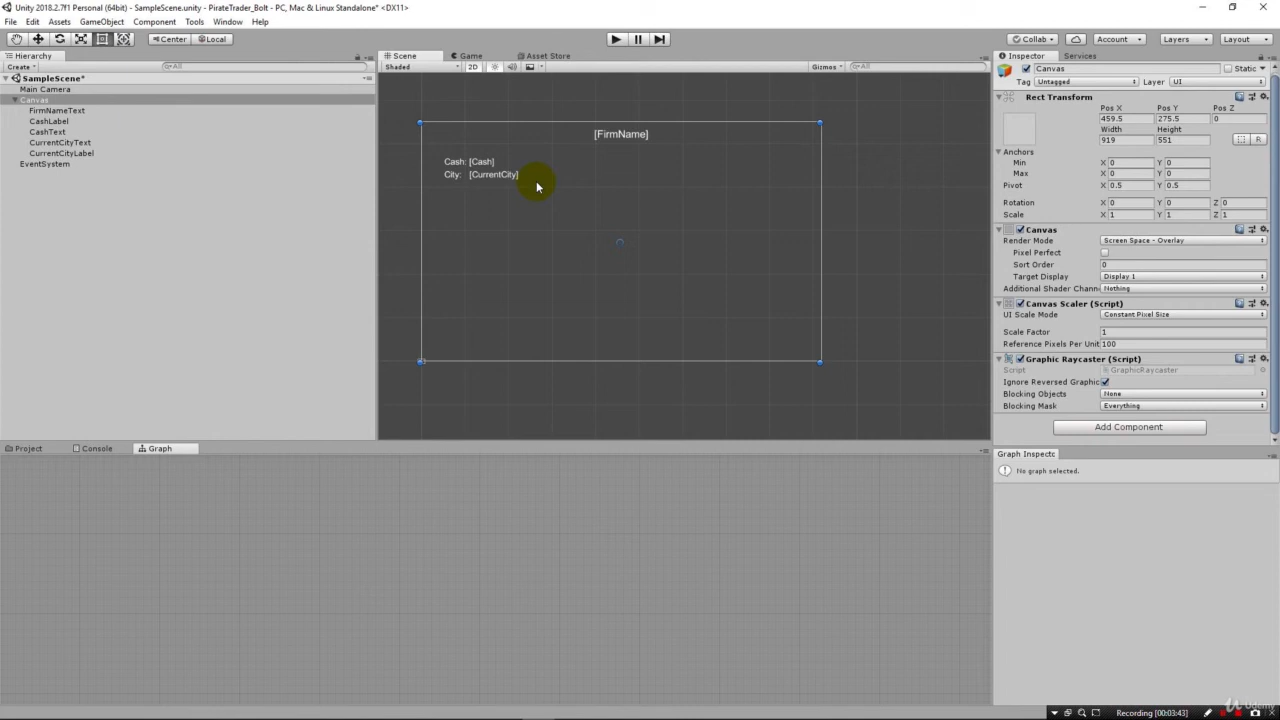 Unity 2018.2.7f1 Personal (64bit) - SampleScene.unity - PirateTrader_Bolt - PC, Mac & Linux Standalone* <DX11>
File Edit Assets GameObject Component Tools Window Help
Center Local Collab Account Layers Layout
Hierarchy
Create All
SampleScene*
Main Camera
Canvas
FirmNameText
CashLabel
CashText
CurrentCityText
CurrentCityLabel
EventSystem
Scene Game Asset Store
Shaded 2D Gizmos All
[FirmName]
Cash: [Cash]
City: [CurrentCity]
Inspector Services
Canvas Static
Tag Untagged Layer UI
Rect Transform
Pos X Pos Y Pos Z
459.5 275.5 0
Width Height
919 551 R
Anchors
Min X 0 Y 0
Max X 0 Y 0
Pivot X 0.5 Y 0.5
Rotation X 0 Y 0 Z 0
Scale X 1 Y 1 Z 1
Canvas
Render Mode Screen Space - Overlay
Pixel Perfect
Sort Order 0
Target Display Display 1
Additional Shader Chann Nothing
Canvas Scaler (Script)
UI Scale Mode Constant Pixel Size
Scale Factor 1
Reference Pixels Per Unit 100
Graphic Raycaster (Script)
Script GraphicRaycaster
Ignore Reversed Graphic
Blocking Objects None
Blocking Mask Everything
Add Component
Project Console Graph
Graph Inspectc
No graph selected.
Udemy
Recording [00:03:43]